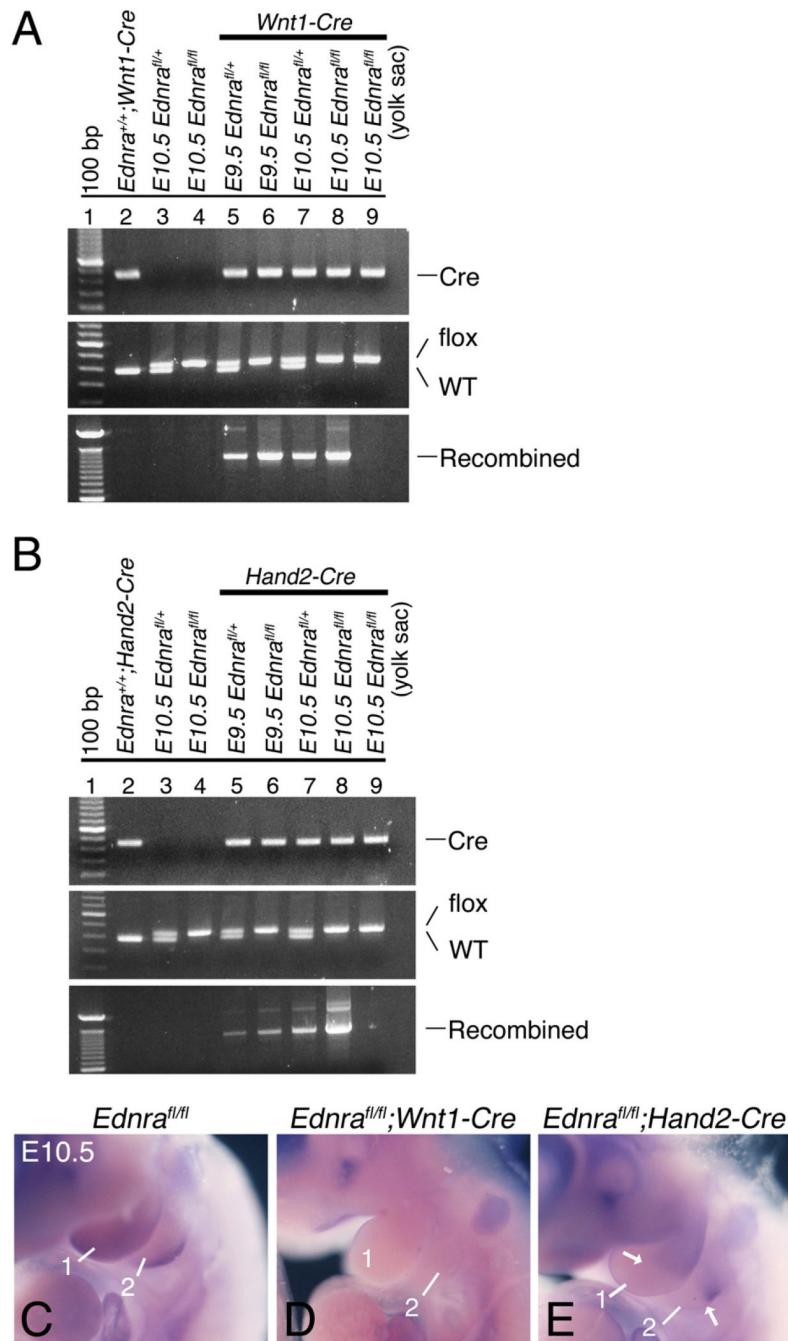 A
Wnt1-Cre
100 bp
Ednra+/+;Wnt1-Cre
E10.5 Ednrafl/+
E10.5 Ednrafl/fl
E9.5 Ednrafl/+
E9.5 Ednrafl/fl
E10.5 Ednrafl/+
E10.5 Ednrafl/fl
E10.5 Ednrafl/fl
(yolk sac)
1 2 3 4 5 6 7 8 9
Cre
flox
WT
Recombined
B
Hand2-Cre
100 bp
Ednra+/+;Hand2-Cre
E10.5 Ednrafl/+
E10.5 Ednrafl/fl
E9.5 Ednrafl/+
E9.5 Ednrafl/fl
E10.5 Ednrafl/+
E10.5 Ednrafl/fl
E10.5 Ednrafl/fl
(yolk sac)
1 2 3 4 5 6 7 8 9
Cre
flox
WT
Recombined
Ednrafl/fl Ednrafl/fl;Wnt1-Cre Ednrafl/fl;Hand2-Cre
E10.5
1 2 1 2 1 2
C D E